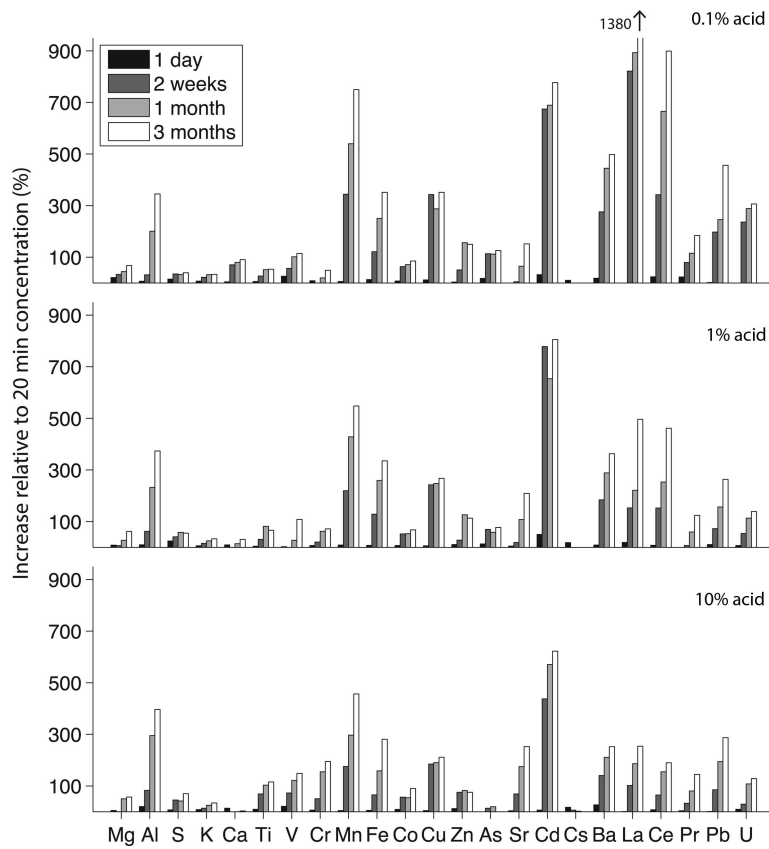 1380
0.1% acid
900
700
500
300
100
1 day
2 weeks
1 month
3 months
Increase relative to 20 min concentration (%)
1% acid
900
700
500
300
100
10% acid
900
700
500
300
100
Mg Al S K Ca Ti V Cr Mn Fe Co Cu Zn As Sr Cd Cs Ba La Ce Pr Pb U